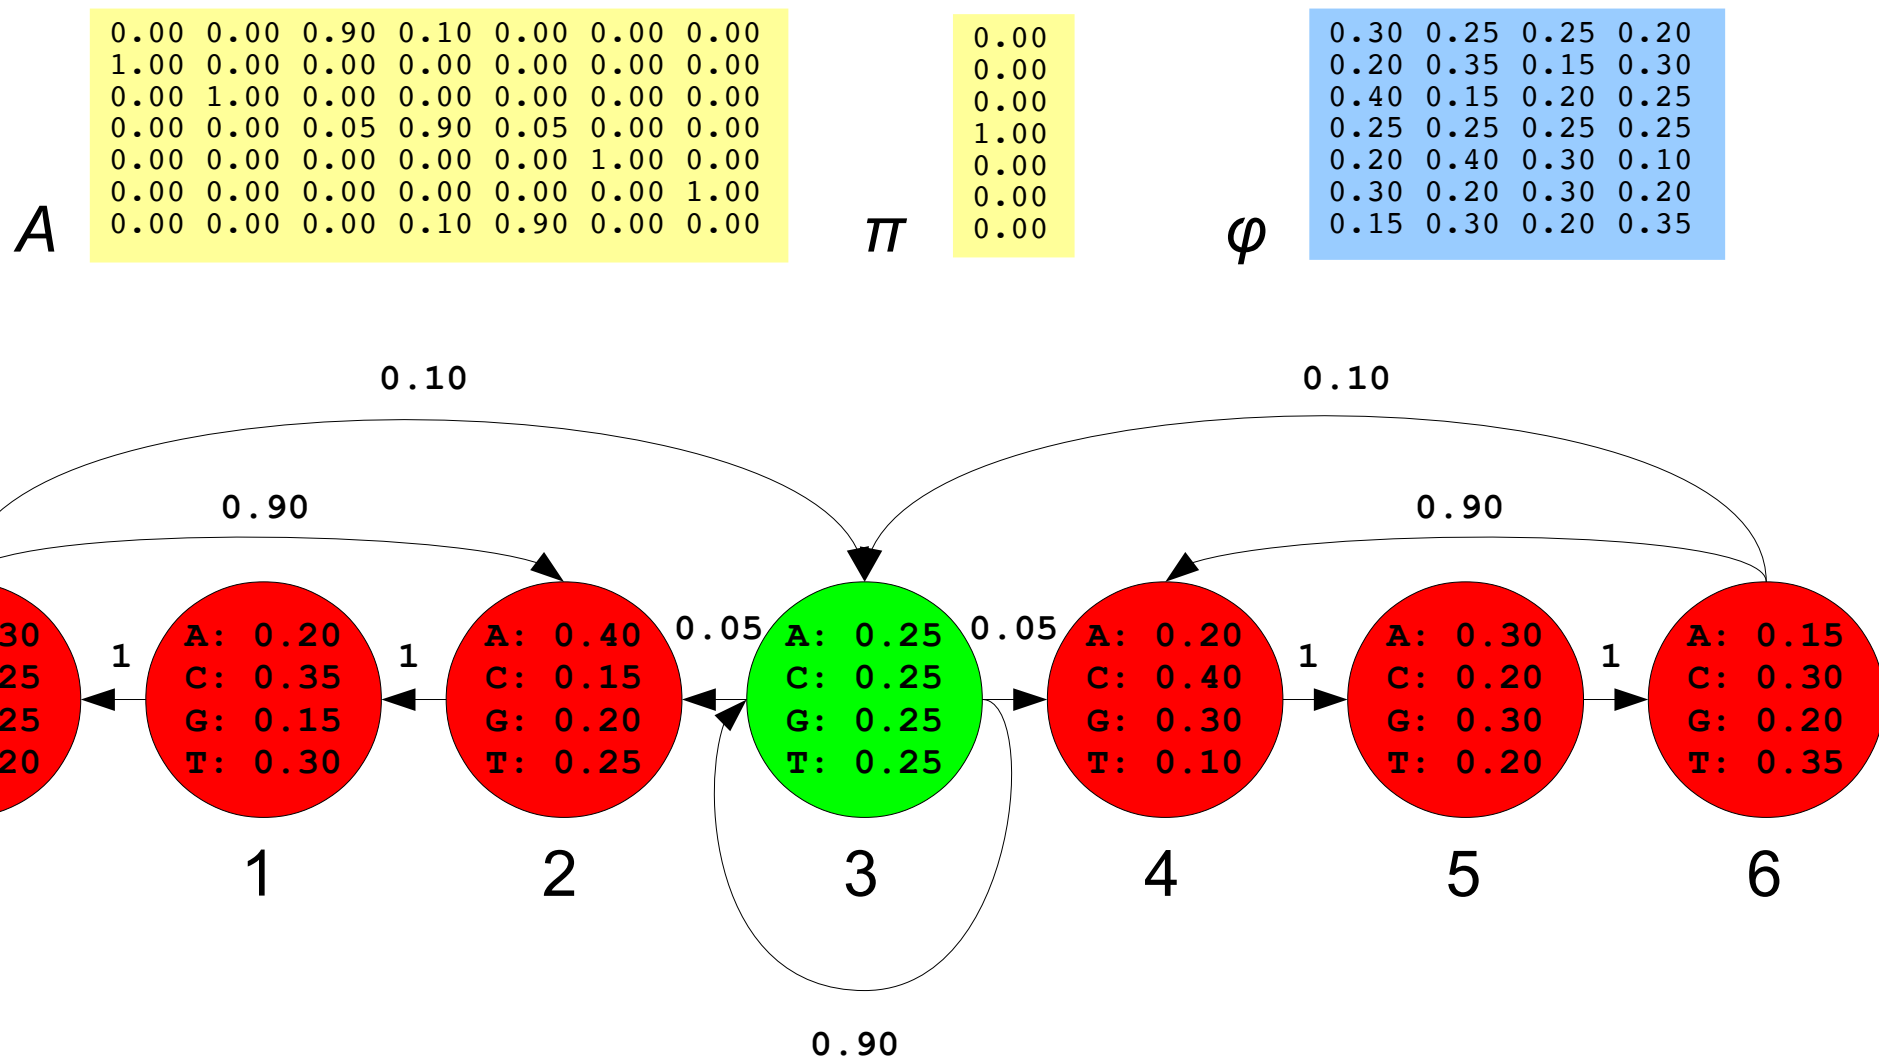 0.00 0.00 0.90 0.10 0.00 0.00 0.00
1.00 0.00 0.00 0.00 0.00 0.00 0.00
0.00 1.00 0.00 0.00 0.00 0.00 0.00
0.00 0.00 0.05 0.90 0.05 0.00 0.00
0.00 0.00 0.00 0.00 0.00 1.00 0.00
0.00 0.00 0.00 0.00 0.00 0.00 1.00
0.00 0.00 0.00 0.10 0.90 0.00 0.00
A
0.00
0.00
0.00
1.00
0.00
0.00
0.00
π
0.30 0.25 0.25 0.20
0.20 0.35 0.15 0.30
0.40 0.15 0.20 0.25
0.25 0.25 0.25 0.25
0.20 0.40 0.30 0.10
0.30 0.20 0.30 0.20
0.15 0.30 0.20 0.35
φ
0.10
0.10
0.90
0.90
30
25
25
20
1
A: 0.20
C: 0.35
G: 0.15
T: 0.30
1
A: 0.40
C: 0.15
G: 0.20
T: 0.25
0.05
A: 0.25
C: 0.25
G: 0.25
T: 0.25
0.05
A: 0.20
C: 0.40
G: 0.30
T: 0.10
1
A: 0.30
C: 0.20
G: 0.30
T: 0.20
1
A: 0.15
C: 0.30
G: 0.20
T: 0.35
1 2 3 4 5 6
0.90